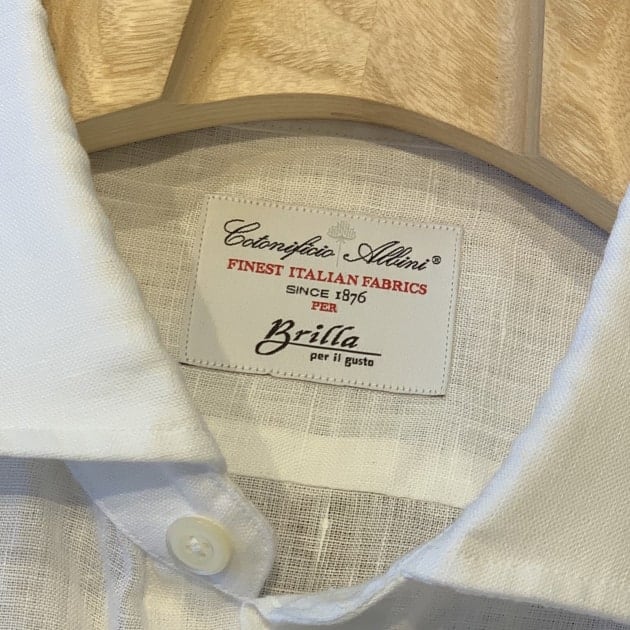 Cotonificio Albini®
FINEST ITALIAN FABRICS
SINCE 1876
PER
Brilla
per il gusto